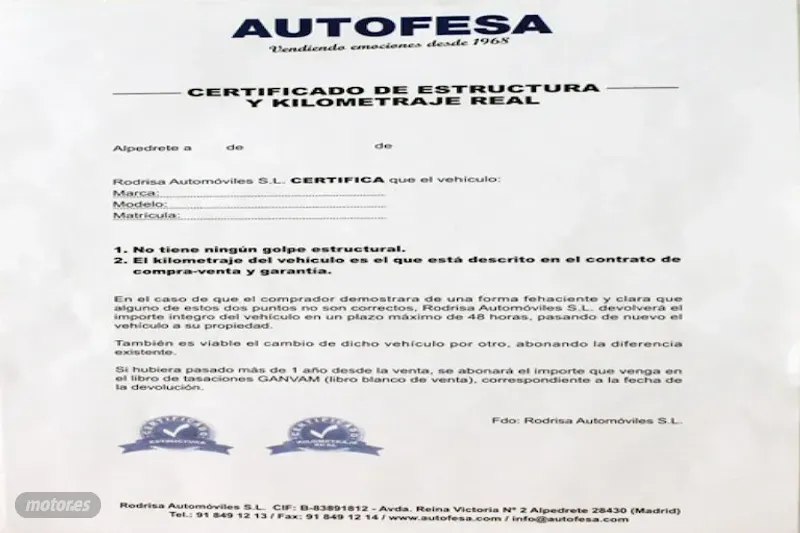 AUTOFESA
Vendiendo emociones desde 1968
CERTIFICADO DE ESTRUCTURA
Y KILOMETRAJE REAL
Alpedrete a de de
Rodrisa Automóviles S.L. CERTIFICA que el vehículo:
Marca:
Modelo:
Matrícula:
1. No tiene ningún golpe estructural.
2. El kilometraje del vehículo es el que está descrito en el contrato de
compra-venta y garantía.
En el caso de que el comprador demostrara de una forma fehaciente y clara que
alguno de estos dos puntos no son correctos, Rodrisa Automóviles S.L. devolverá el
importe integro del vehículo en un plazo máximo de 48 horas, pasando de nuevo el
vehículo a su propiedad.
También es viable el cambio de dicho vehículo por otro, abonando la diferencia
existente.
Si hubiera pasado más de 1 año desde la venta, se abonará el importe que venga en
el libro de tasaciones GANVAM (libro blanco de venta), correspondiente a la fecha de
la devolución.
Fdo: Rodrisa Automóviles S.L.
CERTIFICADO
ESTRUCTURA
CERTIFICADO
KILOMETRAJE
REAL
Rodrisa Automóviles S.L. CIF: B-83891812 - Avda. Reina Victoria Nº 2 Alpedrete 28430 (Madrid)
Tel.: 91 849 12 13 / Fax: 91 849 12 14 / www.autofesa.com / info@autofesa.com
motor.es